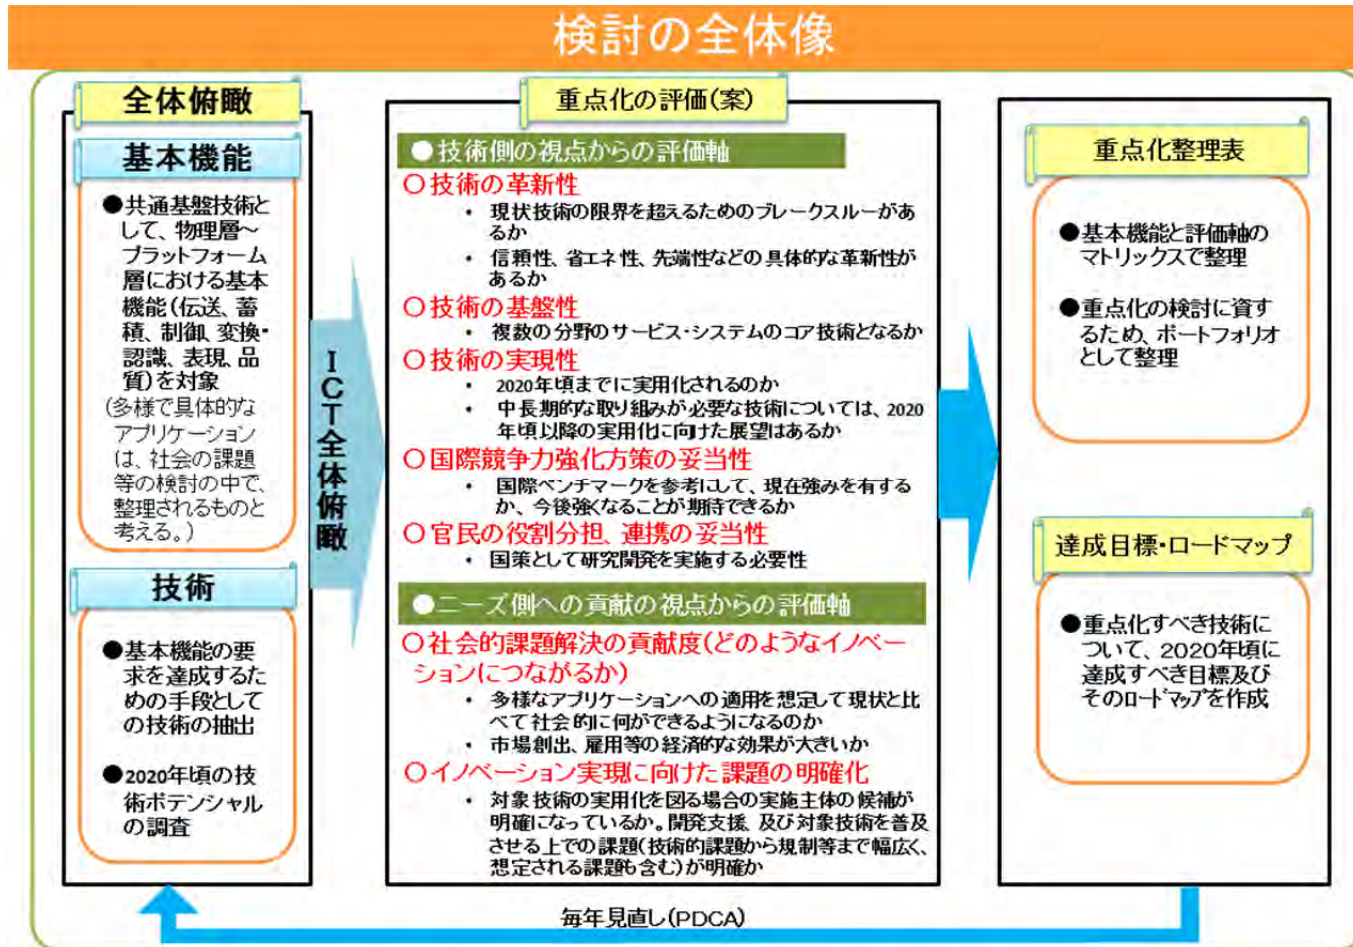 検討の全体像
全体俯瞰
基本機能
●共通基盤技術と
して、物理層～
プラットフォーム
層における基本
機能(伝送、蓄
積、制御、変換・
認識、表現、品
質)を対象
(多様で具体的な
アプリケーション
は、社会の課題
等の検討の中で、
整理されるものと
考える。)
技術
●基本機能の要
求を達成するた
めの手段として
の技術の抽出
●2020年頃の技
術ポテンシャル
の調査
ICT全体俯瞰
重点化の評価(案)
●技術側の視点からの評価軸
○技術の革新性
・ 現状技術の限界を超えるためのブレークスルーがあ
るか
・ 信頼性、省エネ性、先端性などの具体的な革新性が
あるか
○技術の基盤性
・ 複数の分野のサービス・システムのコア技術となるか
○技術の実現性
・ 2020年頃までに実用化されるのか
・ 中長期的な取り組みが必要な技術については、2020
年頃以降の実用化に向けた展望はあるか
○国際競争力強化方策の妥当性
・ 国際ベンチマークを参考にして、現在強みを有する
か、今後強くなることが期待できるか
○官民の役割分担、連携の妥当性
・ 国策として研究開発を実施する必要性
●ニーズ側への貢献の視点からの評価軸
○社会的課題解決の貢献度(どのようなイノベー
ションにつながるか)
・ 多様なアプリケーションへの適用を想定して現状と比
べて社会的に何ができるようになるのか
・ 市場創出、雇用等の経済的な効果が大きいか
○イノベーション実現に向けた課題の明確化
・ 対象技術の実用化を図る場合の実施主体の候補が
明確になっているか。開発支援、及び対象技術を普及
させる上での課題(技術的課題から規制等まで幅広く、
想定される課題も含む)が明確か
重点化整理表
●基本機能と評価軸の
マトリックスで整理
●重点化の検討に資す
るため、ポートフォリオ
として整理
達成目標・ロードマップ
●重点化すべき技術に
ついて、2020年頃に
達成すべき目標及び
そのロードマップを作成
毎年見直し(PDCA)